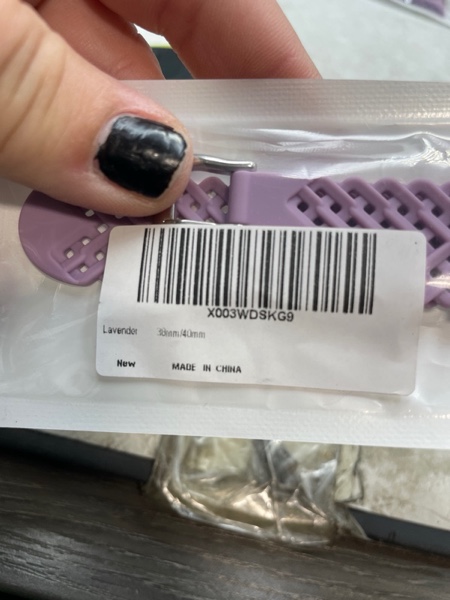 X003WDSKG9
Lavender 38mm/40mm
New MADE IN CHINA